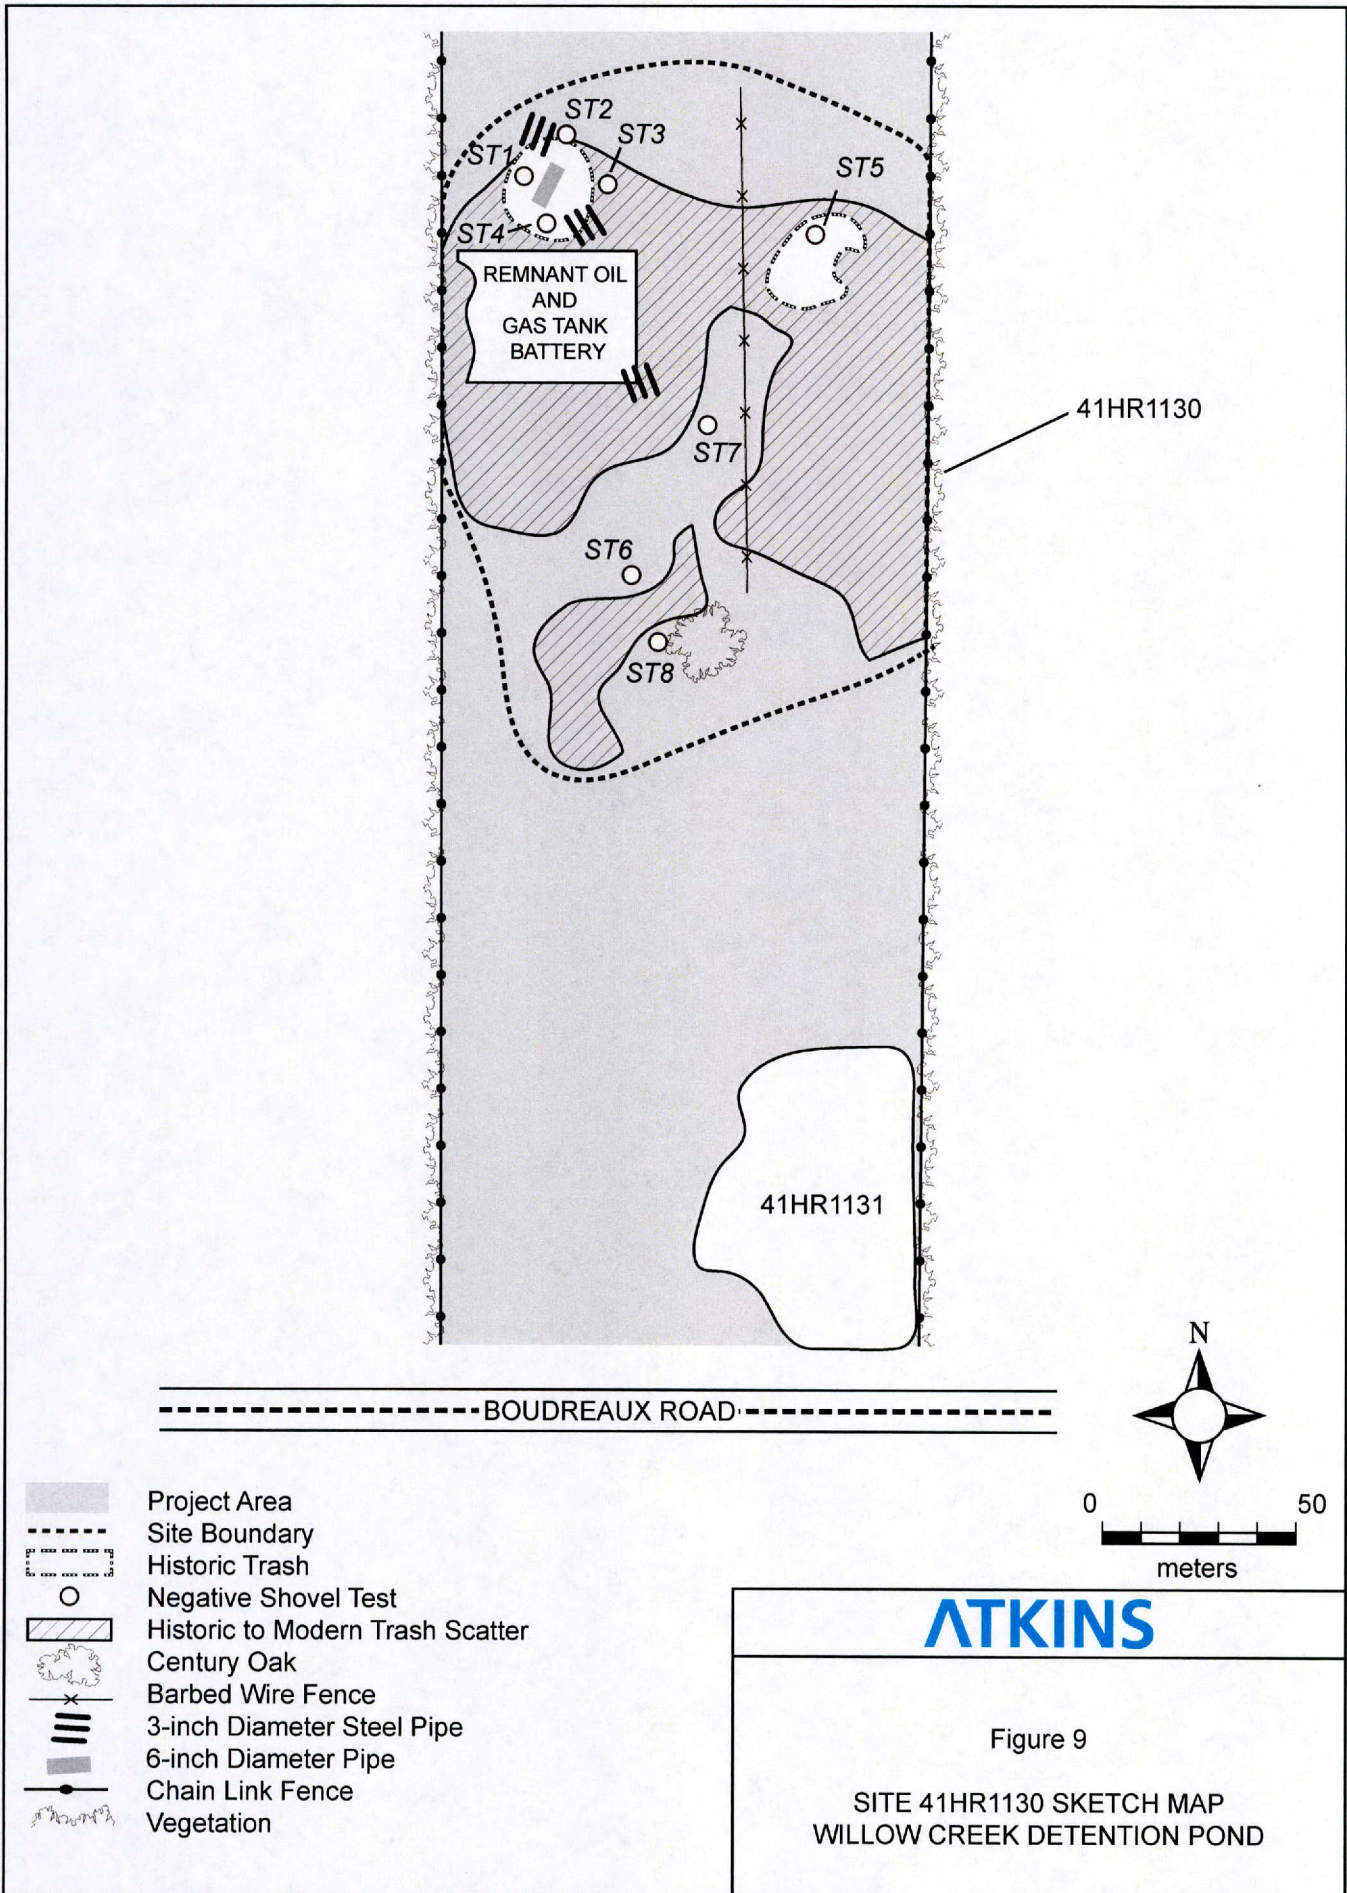 ST2
ST3
ST1
ST5
ST4
REMNANT OIL
AND
GAS TANK
BATTERY
41HR1130
ST7
ST6
ST8
41HR1131
N
BOUDREAUX ROAD
0 50
meters
Project Area
Site Boundary
Historic Trash
Negative Shovel Test
Historic to Modern Trash Scatter
Century Oak
Barbed Wire Fence
3-inch Diameter Steel Pipe
6-inch Diameter Pipe
Chain Link Fence
Vegetation
ATKINS
Figure 9
SITE 41HR1130 SKETCH MAP
WILLOW CREEK DETENTION POND